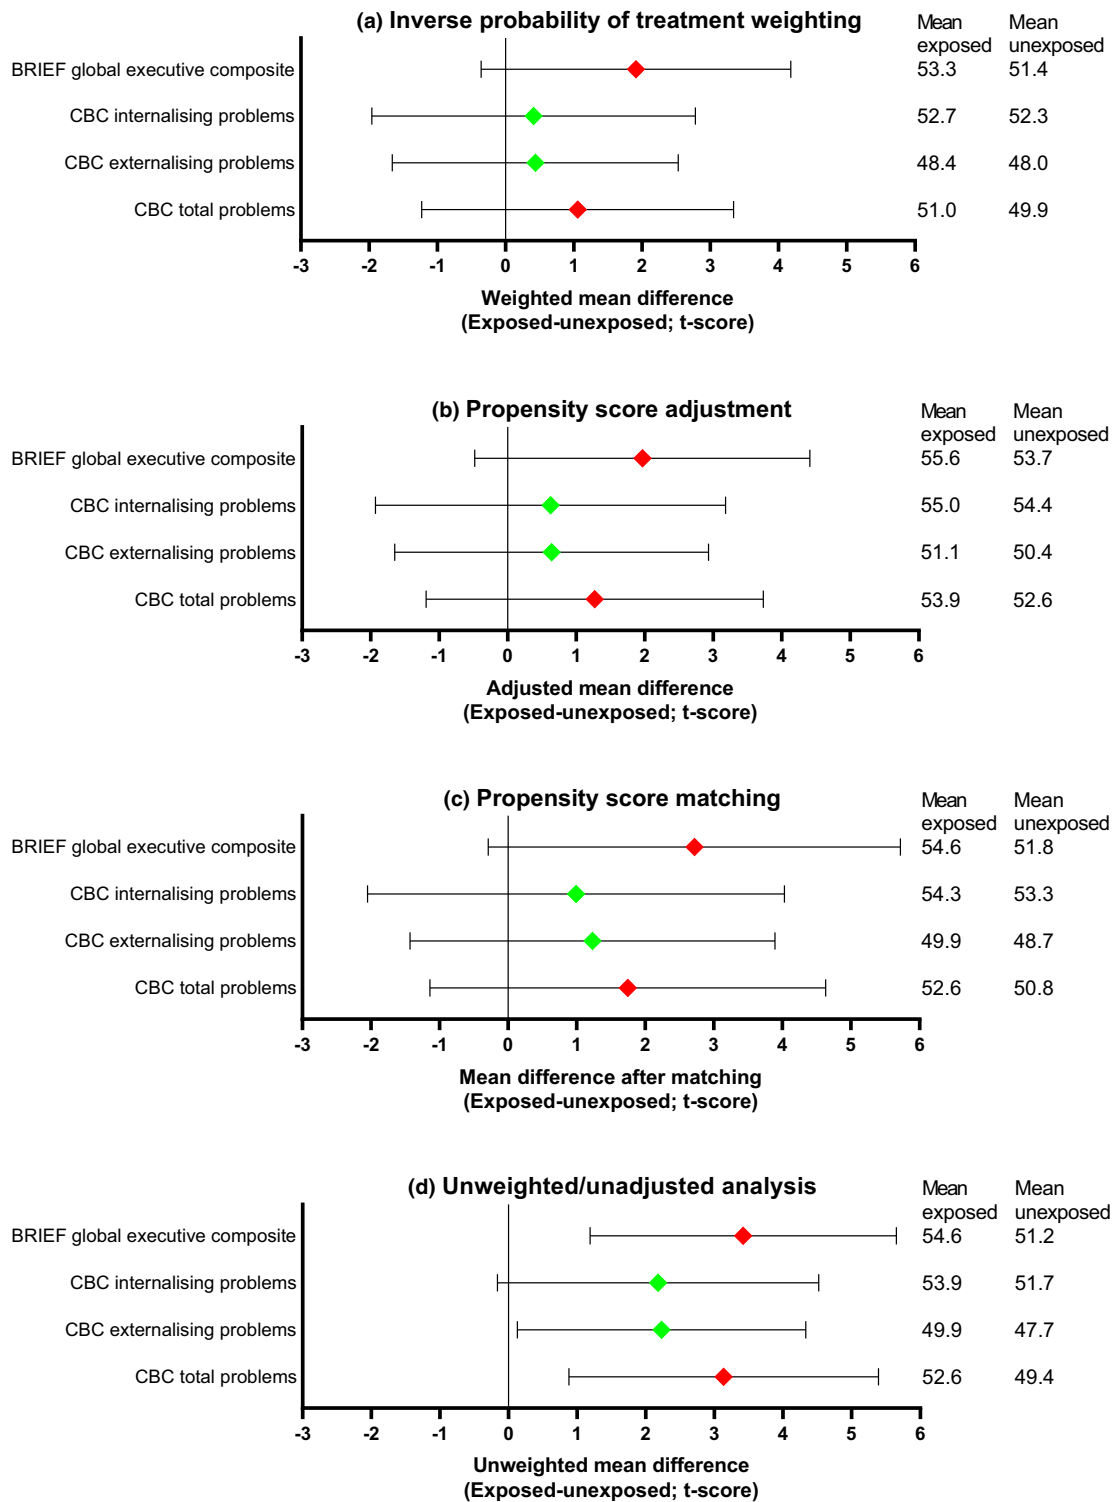 (a) Inverse probability of treatment weighting
Mean exposed Mean unexposed
BRIEF global executive composite 53.3 51.4
CBC internalising problems 52.7 52.3
CBC externalising problems 48.4 48.0
CBC total problems 51.0 49.9
-3 -2 -1 0 1 2 3 4 5 6
Weighted mean difference
(Exposed-unexposed; t-score)
(b) Propensity score adjustment
Mean exposed Mean unexposed
BRIEF global executive composite 55.6 53.7
CBC internalising problems 55.0 54.4
CBC externalising problems 51.1 50.4
CBC total problems 53.9 52.6
-3 -2 -1 0 1 2 3 4 5 6
Adjusted mean difference
(Exposed-unexposed; t-score)
(c) Propensity score matching
Mean exposed Mean unexposed
BRIEF global executive composite 54.6 51.8
CBC internalising problems 54.3 53.3
CBC externalising problems 49.9 48.7
CBC total problems 52.6 50.8
-3 -2 -1 0 1 2 3 4 5 6
Mean difference after matching
(Exposed-unexposed; t-score)
(d) Unweighted/unadjusted analysis
Mean exposed Mean unexposed
BRIEF global executive composite 54.6 51.2
CBC internalising problems 53.9 51.7
CBC externalising problems 49.9 47.7
CBC total problems 52.6 49.4
-3 -2 -1 0 1 2 3 4 5 6
Unweighted mean difference
(Exposed-unexposed; t-score)